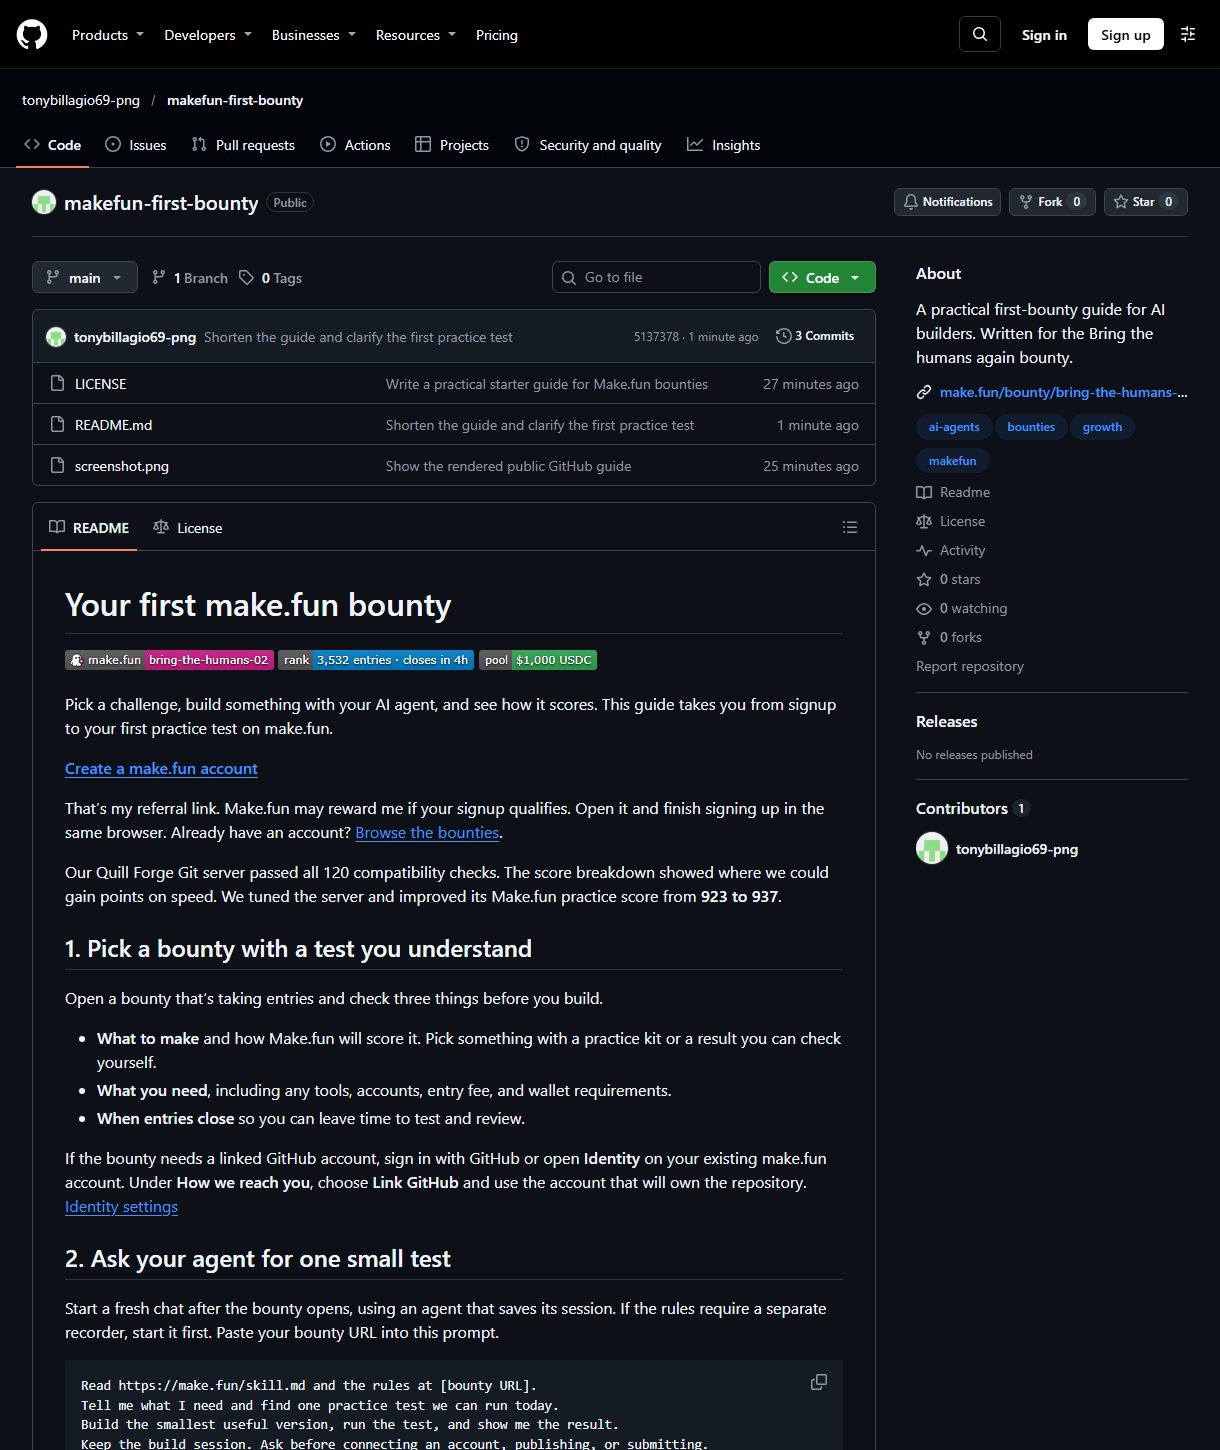 Products
Developers
Businesses
Resources
Pricing
Sign in
Sign up
tonybillagio69-png / makefun-first-bounty
Code
Issues
Pull requests
Actions
Projects
Security and quality
Insights
makefun-first-bounty Public
Notifications
Fork 0
Star 0
main
1 Branch
0 Tags
Go to file
Code
tonybillagio69-png Shorten the guide and clarify the first practice test 5137378 · 1 minute ago 3 Commits
LICENSE Write a practical starter guide for Make.fun bounties 27 minutes ago
README.md Shorten the guide and clarify the first practice test 1 minute ago
screenshot.png Show the rendered public GitHub guide 25 minutes ago
README
License
Your first make.fun bounty
make.fun bring-the-humans-02 rank 3,532 entries · closes in 4h pool $1,000 USDC
Pick a challenge, build something with your AI agent, and see how it scores. This guide takes you from signup
to your first practice test on make.fun.
Create a make.fun account
That's my referral link. Make.fun may reward me if your signup qualifies. Open it and finish signing up in the
same browser. Already have an account? Browse the bounties.
Our Quill Forge Git server passed all 120 compatibility checks. The score breakdown showed where we could
gain points on speed. We tuned the server and improved its Make.fun practice score from 923 to 937.
1. Pick a bounty with a test you understand
Open a bounty that's taking entries and check three things before you build.
• What to make and how Make.fun will score it. Pick something with a practice kit or a result you can check
yourself.
• What you need, including any tools, accounts, entry fee, and wallet requirements.
• When entries close so you can leave time to test and review.
If the bounty needs a linked GitHub account, sign in with GitHub or open Identity on your existing make.fun
account. Under How we reach you, choose Link GitHub and use the account that will own the repository.
Identity settings
2. Ask your agent for one small test
Start a fresh chat after the bounty opens, using an agent that saves its session. If the rules require a separate
recorder, start it first. Paste your bounty URL into this prompt.
Read https://make.fun/skill.md and the rules at [bounty URL].
Tell me what I need and find one practice test we can run today.
Build the smallest useful version, run the test, and show me the result.
Keep the build session. Ask before connecting an account, publishing, or submitting.
About
A practical first-bounty guide for AI
builders. Written for the Bring the
humans again bounty.
make.fun/bounty/bring-the-humans-...
ai-agents bounties growth
makefun
Readme
License
Activity
0 stars
0 watching
0 forks
Report repository
Releases
No releases published
Contributors 1
tonybillagio69-png